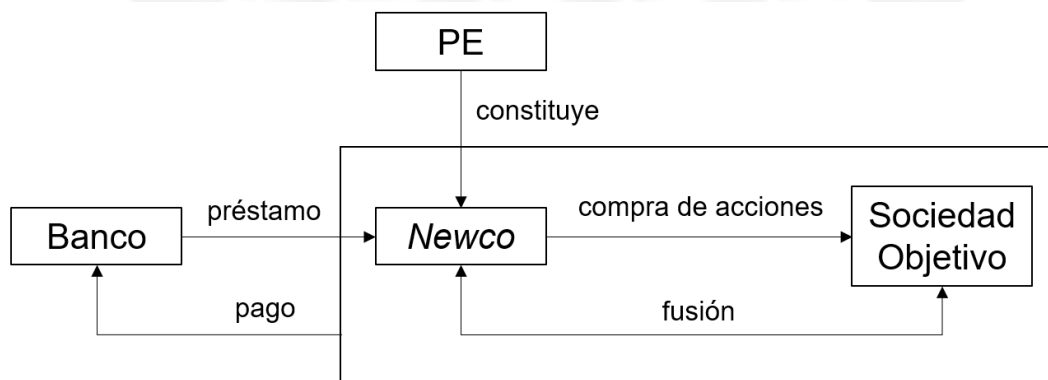 PE
constituye
préstamo
compra de acciones
Banco
Newco
Sociedad
Objetivo
pago
fusión